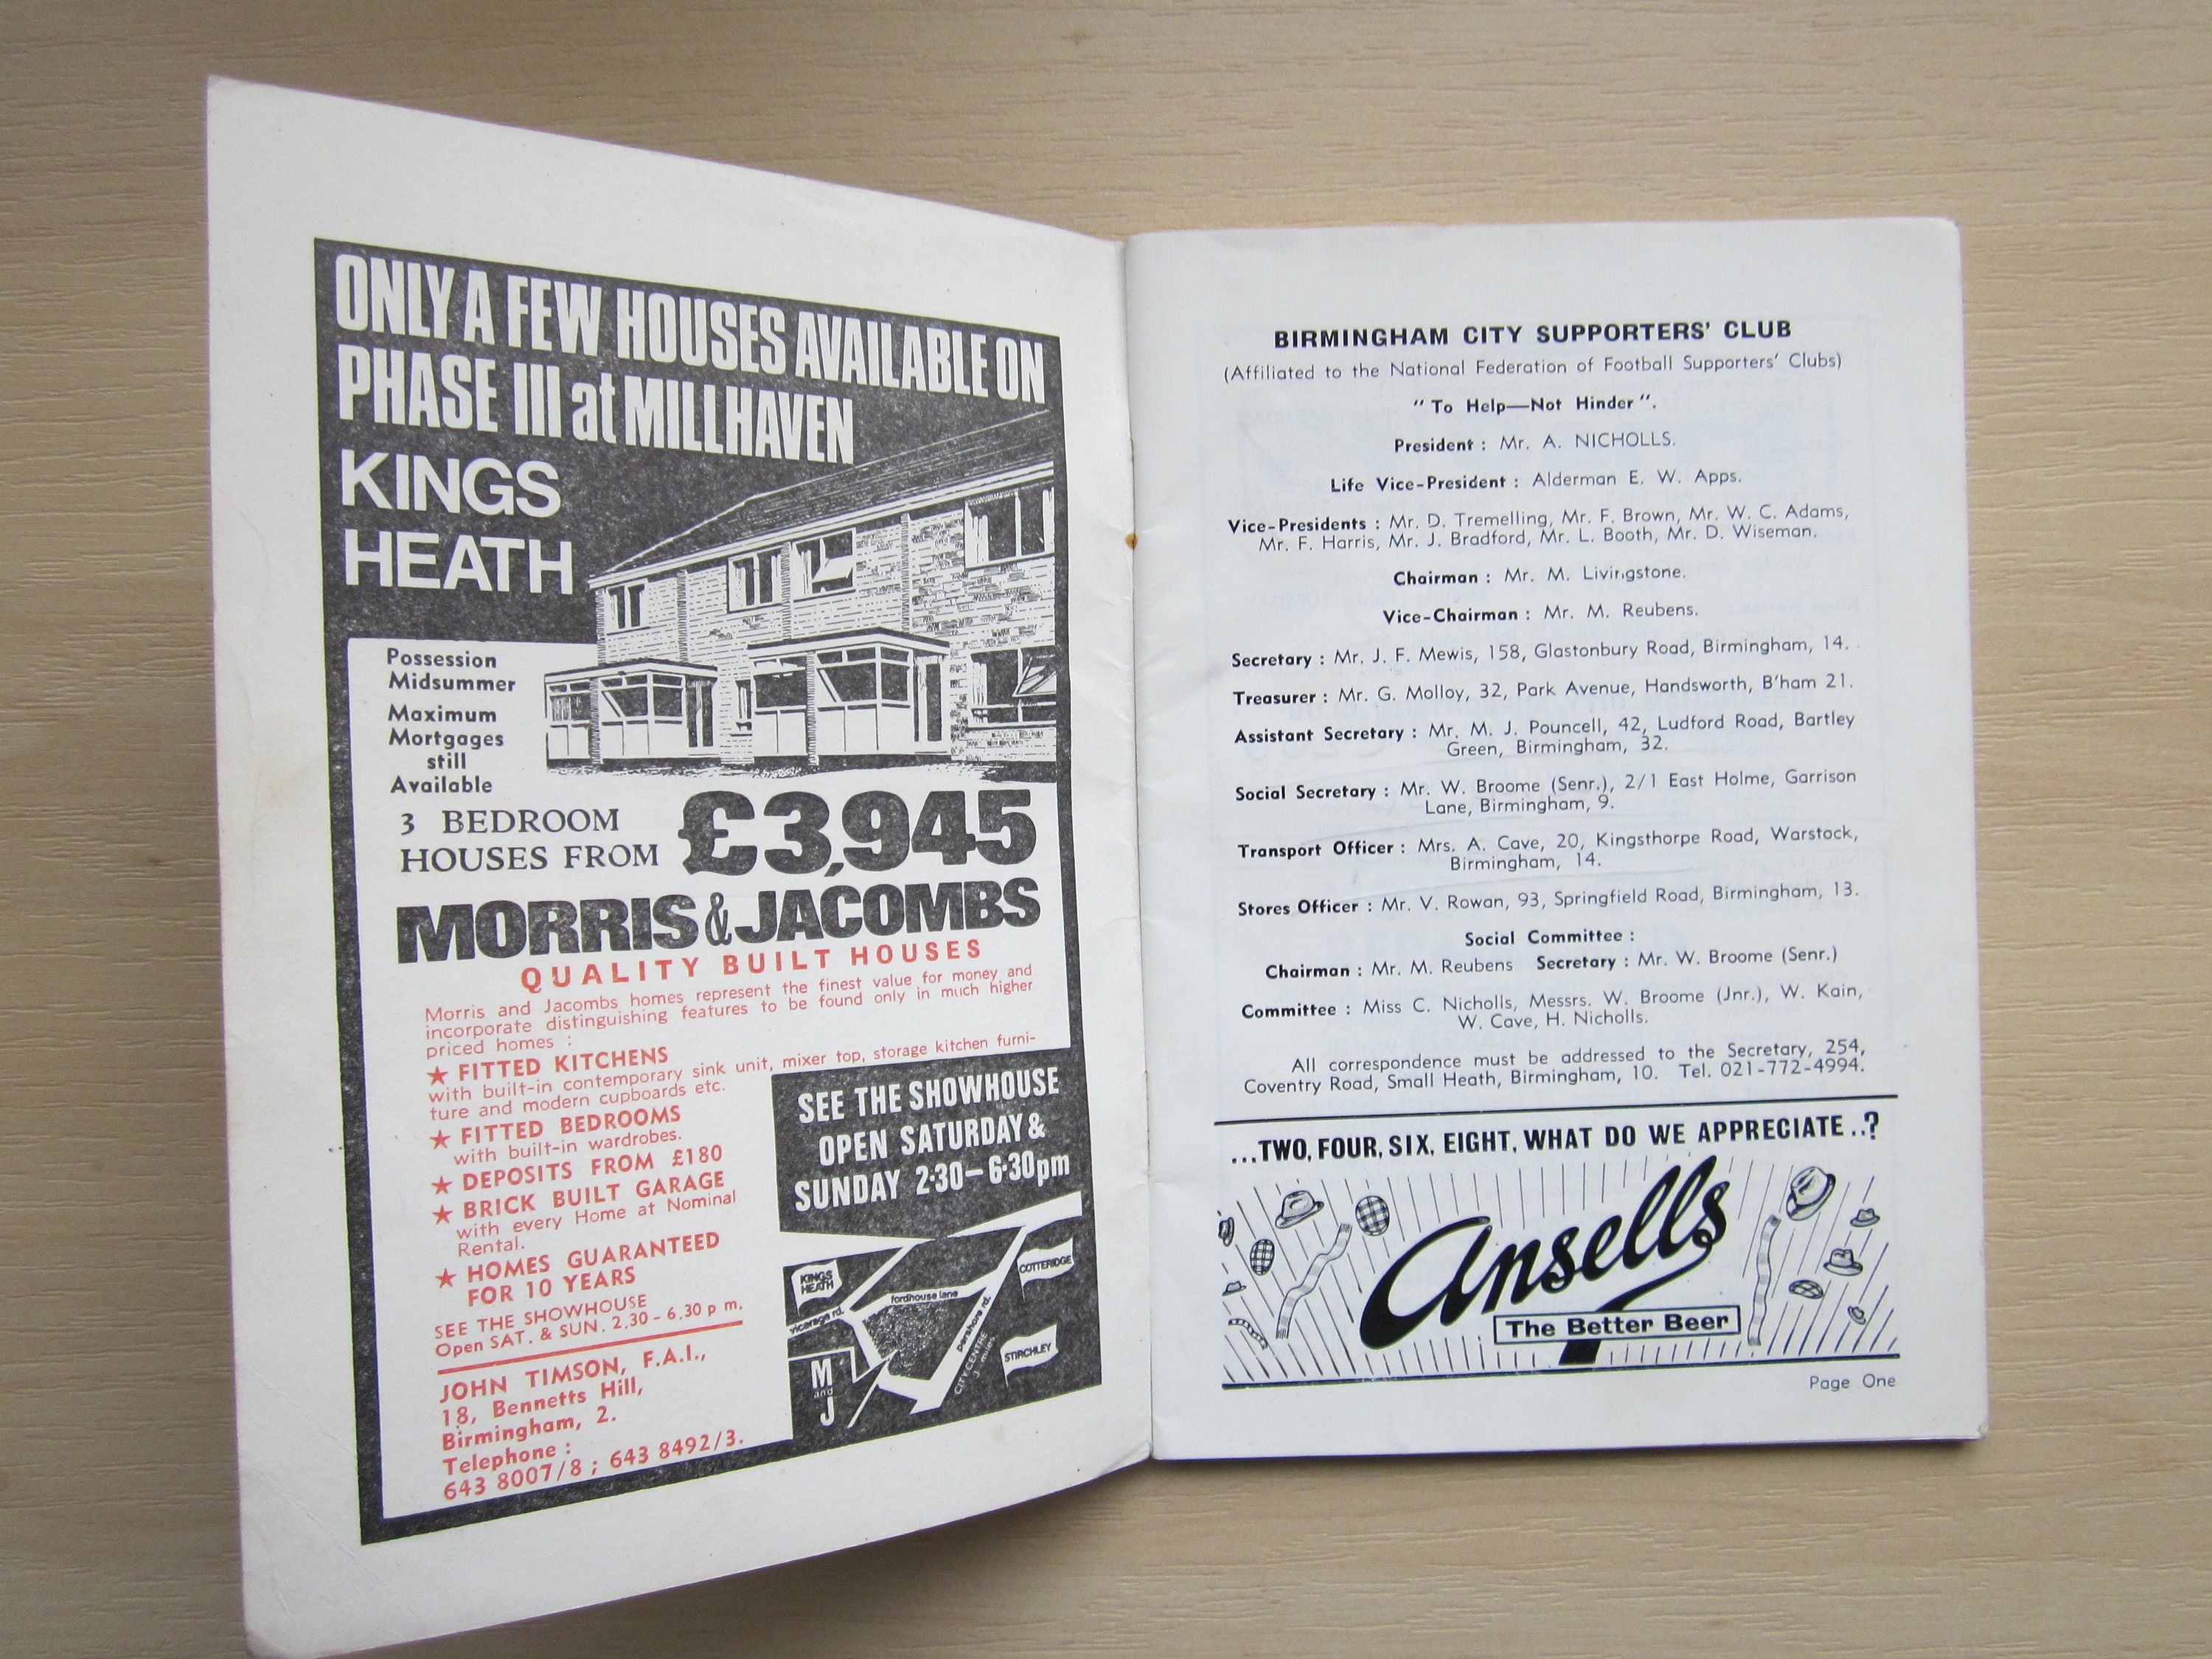 ONLY A FEW HOUSES AVAILABLE ON
PHASE III at MILLHAVEN
KINGS
HEATH
Possession
Midsummer
Maximum
Mortgages
still
Available
3 BEDROOM
HOUSES FROM £3,945
MORRIS & JACOMBS
QUALITY BUILT HOUSES
Morris and Jacombs homes represent the finest value for money and
incorporate distinguishing features to be found only in much higher
priced homes :
★ FITTED KITCHENS
with built-in contemporary sink unit, mixer top, storage kitchen furni-
ture and modern cupboards etc.
★ FITTED BEDROOMS
with built-in wardrobes.
★ DEPOSITS FROM £180
★ BRICK BUILT GARAGE
with every Home at Nominal
Rental.
★ HOMES GUARANTEED
FOR 10 YEARS
SEE THE SHOWHOUSE
Open SAT. & SUN. 2.30 - 6.30 p m.
JOHN TIMSON, F.A.I.,
18, Bennetts Hill,
Birmingham, 2.
Telephone :
643 8007/8 ; 643 8492/3.
SEE THE SHOWHOUSE
OPEN SATURDAY &
SUNDAY 2·30–6·30pm
KINGS
HEATH
COTTERIDGE
fordhouse lane
vicarage rd.
pershore rd.
CITY CENTRE
3 miles
STIRCHLEY
M
and
J
BIRMINGHAM CITY SUPPORTERS' CLUB
(Affiliated to the National Federation of Football Supporters' Clubs)
" To Help—Not Hinder ".
President : Mr. A. NICHOLLS.
Life Vice-President : Alderman E. W. Apps.
Vice-Presidents : Mr. D. Tremelling, Mr. F. Brown, Mr. W. C. Adams,
Mr. F. Harris, Mr. J. Bradford, Mr. L. Booth, Mr. D. Wiseman.
Chairman : Mr. M. Livingstone.
Vice-Chairman : Mr. M. Reubens.
Secretary : Mr. J. F. Mewis, 158, Glastonbury Road, Birmingham, 14.
Treasurer : Mr. G. Molloy, 32, Park Avenue, Handsworth, B'ham 21.
Assistant Secretary : Mr. M. J. Pouncell, 42, Ludford Road, Bartley
Green, Birmingham, 32.
Social Secretary : Mr. W. Broome (Senr.), 2/1 East Holme, Garrison
Lane, Birmingham, 9.
Transport Officer : Mrs. A. Cave, 20, Kingsthorpe Road, Warstock,
Birmingham, 14.
Stores Officer : Mr. V. Rowan, 93, Springfield Road, Birmingham, 13.
Social Committee :
Chairman : Mr. M. Reubens Secretary : Mr. W. Broome (Senr.)
Committee : Miss C. Nicholls, Messrs. W. Broome (Jnr.), W. Kain,
W. Cave, H. Nicholls.
All correspondence must be addressed to the Secretary, 254,
Coventry Road, Small Heath, Birmingham, 10. Tel. 021-772-4994.
...TWO, FOUR, SIX, EIGHT, WHAT DO WE APPRECIATE ..?
Ansells
The Better Beer
Page One